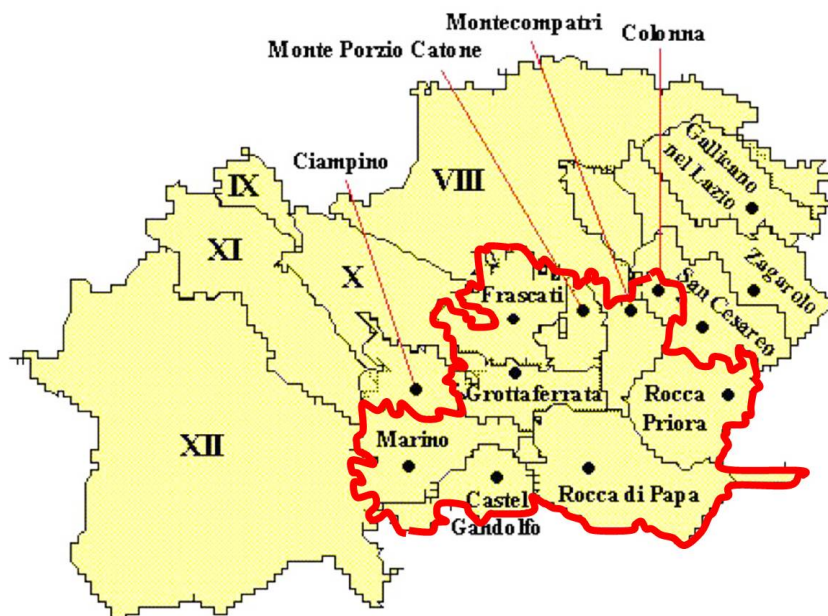 Montecompatri
Colonna
Monte Porzio Catone
Ciampino
Gallicano
nel Lazio
IX
VIII
XI
X
Zagarolo
San Cesareo
Frascati
Grottaferrata
Rocca
Priora
XII
Marino
Castel
Gandolfo
Rocca di Papa